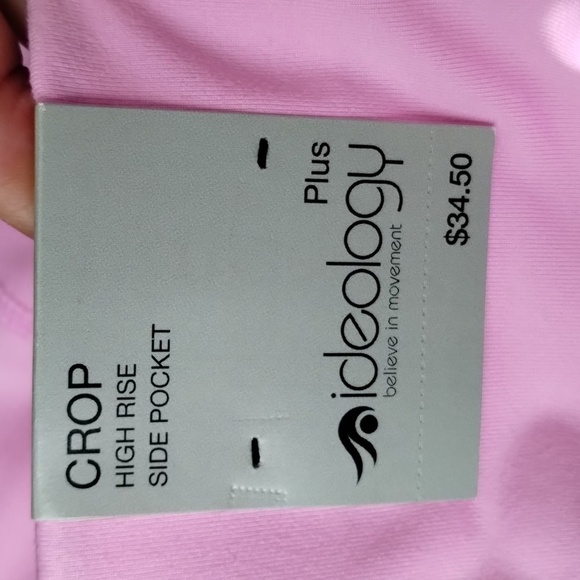 CROP
HIGH RISE
SIDE POCKET
Plus
ideology
believe in movement
$34.50